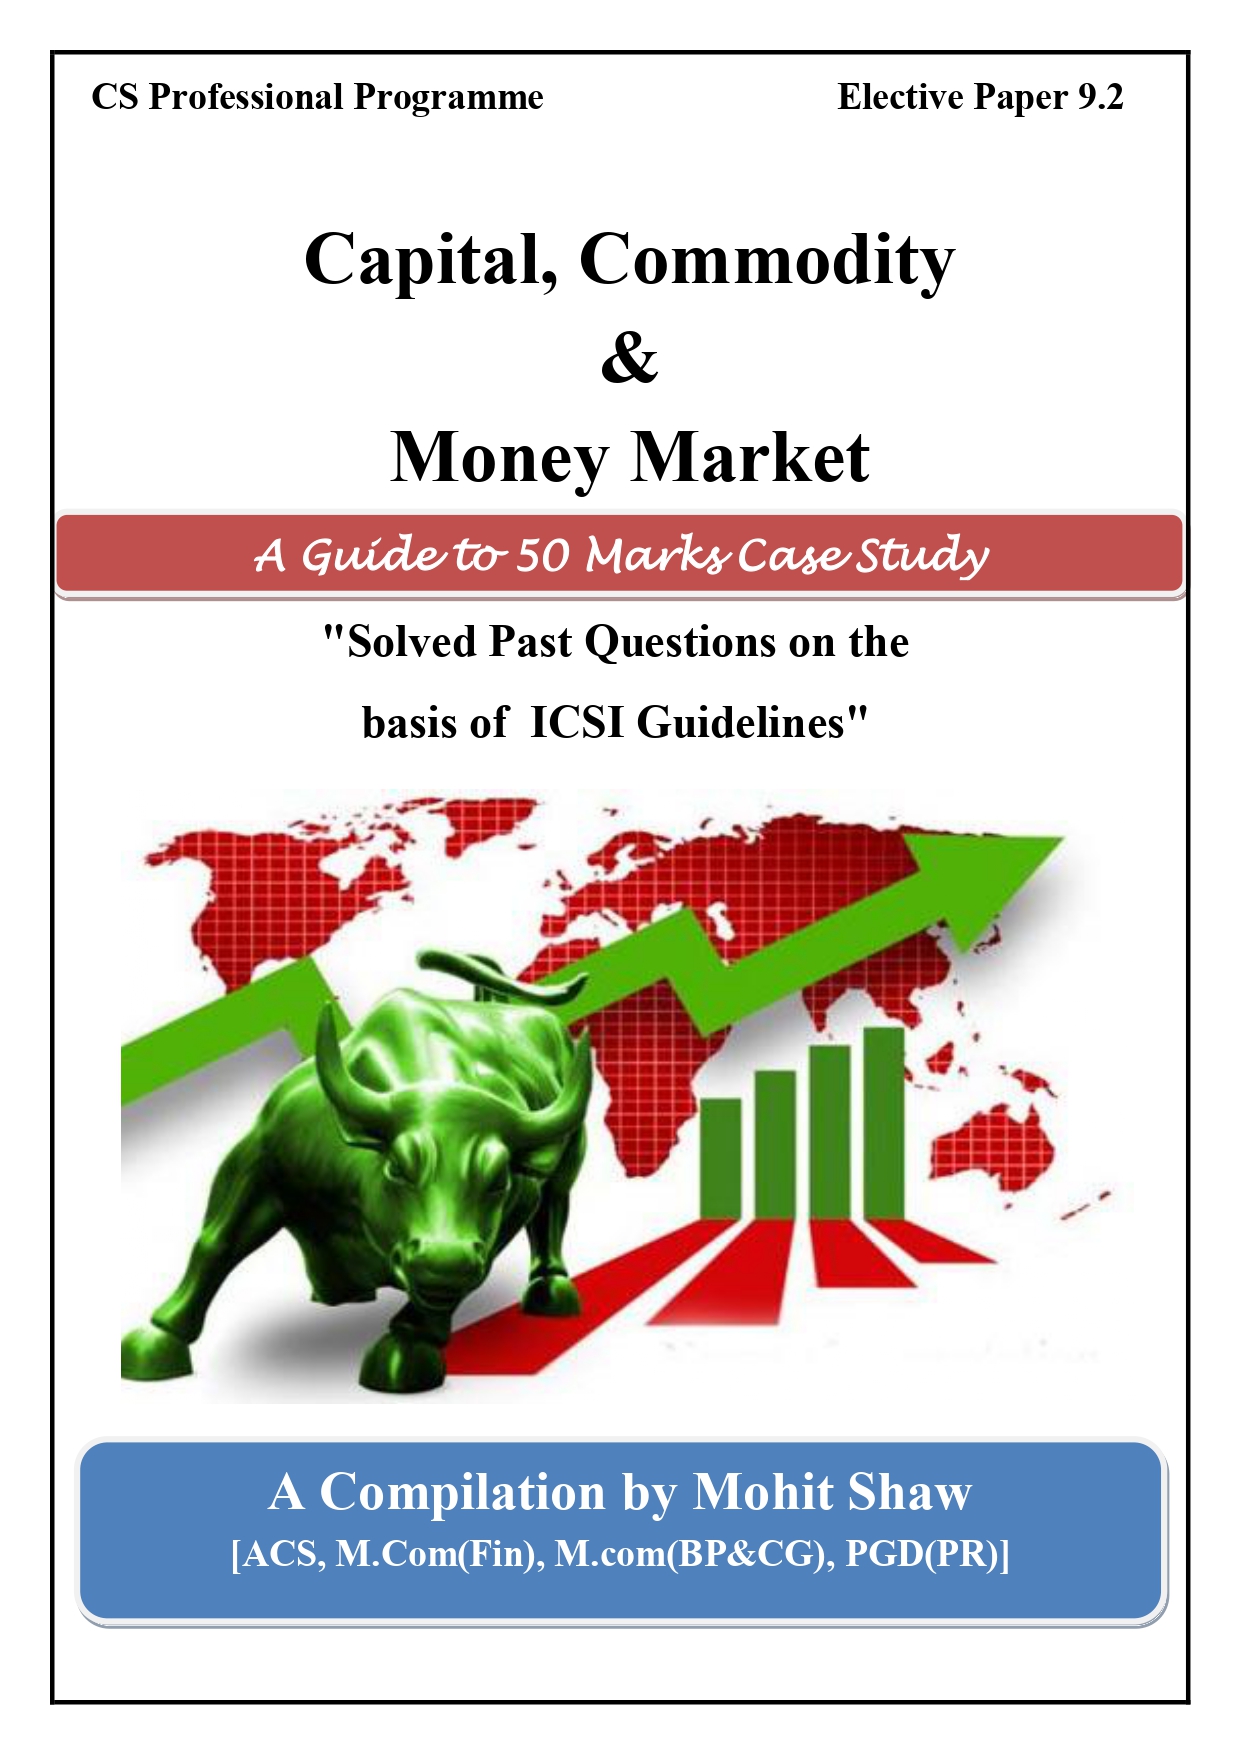 CS Professional Programme Elective Paper 9.2
Capital, Commodity
&
Money Market
A Guide to 50 Marks Case Study
"Solved Past Questions on the
basis of ICSI Guidelines"
A Compilation by Mohit Shaw
[ACS, M.Com(Fin), M.com(BP&CG), PGD(PR)]